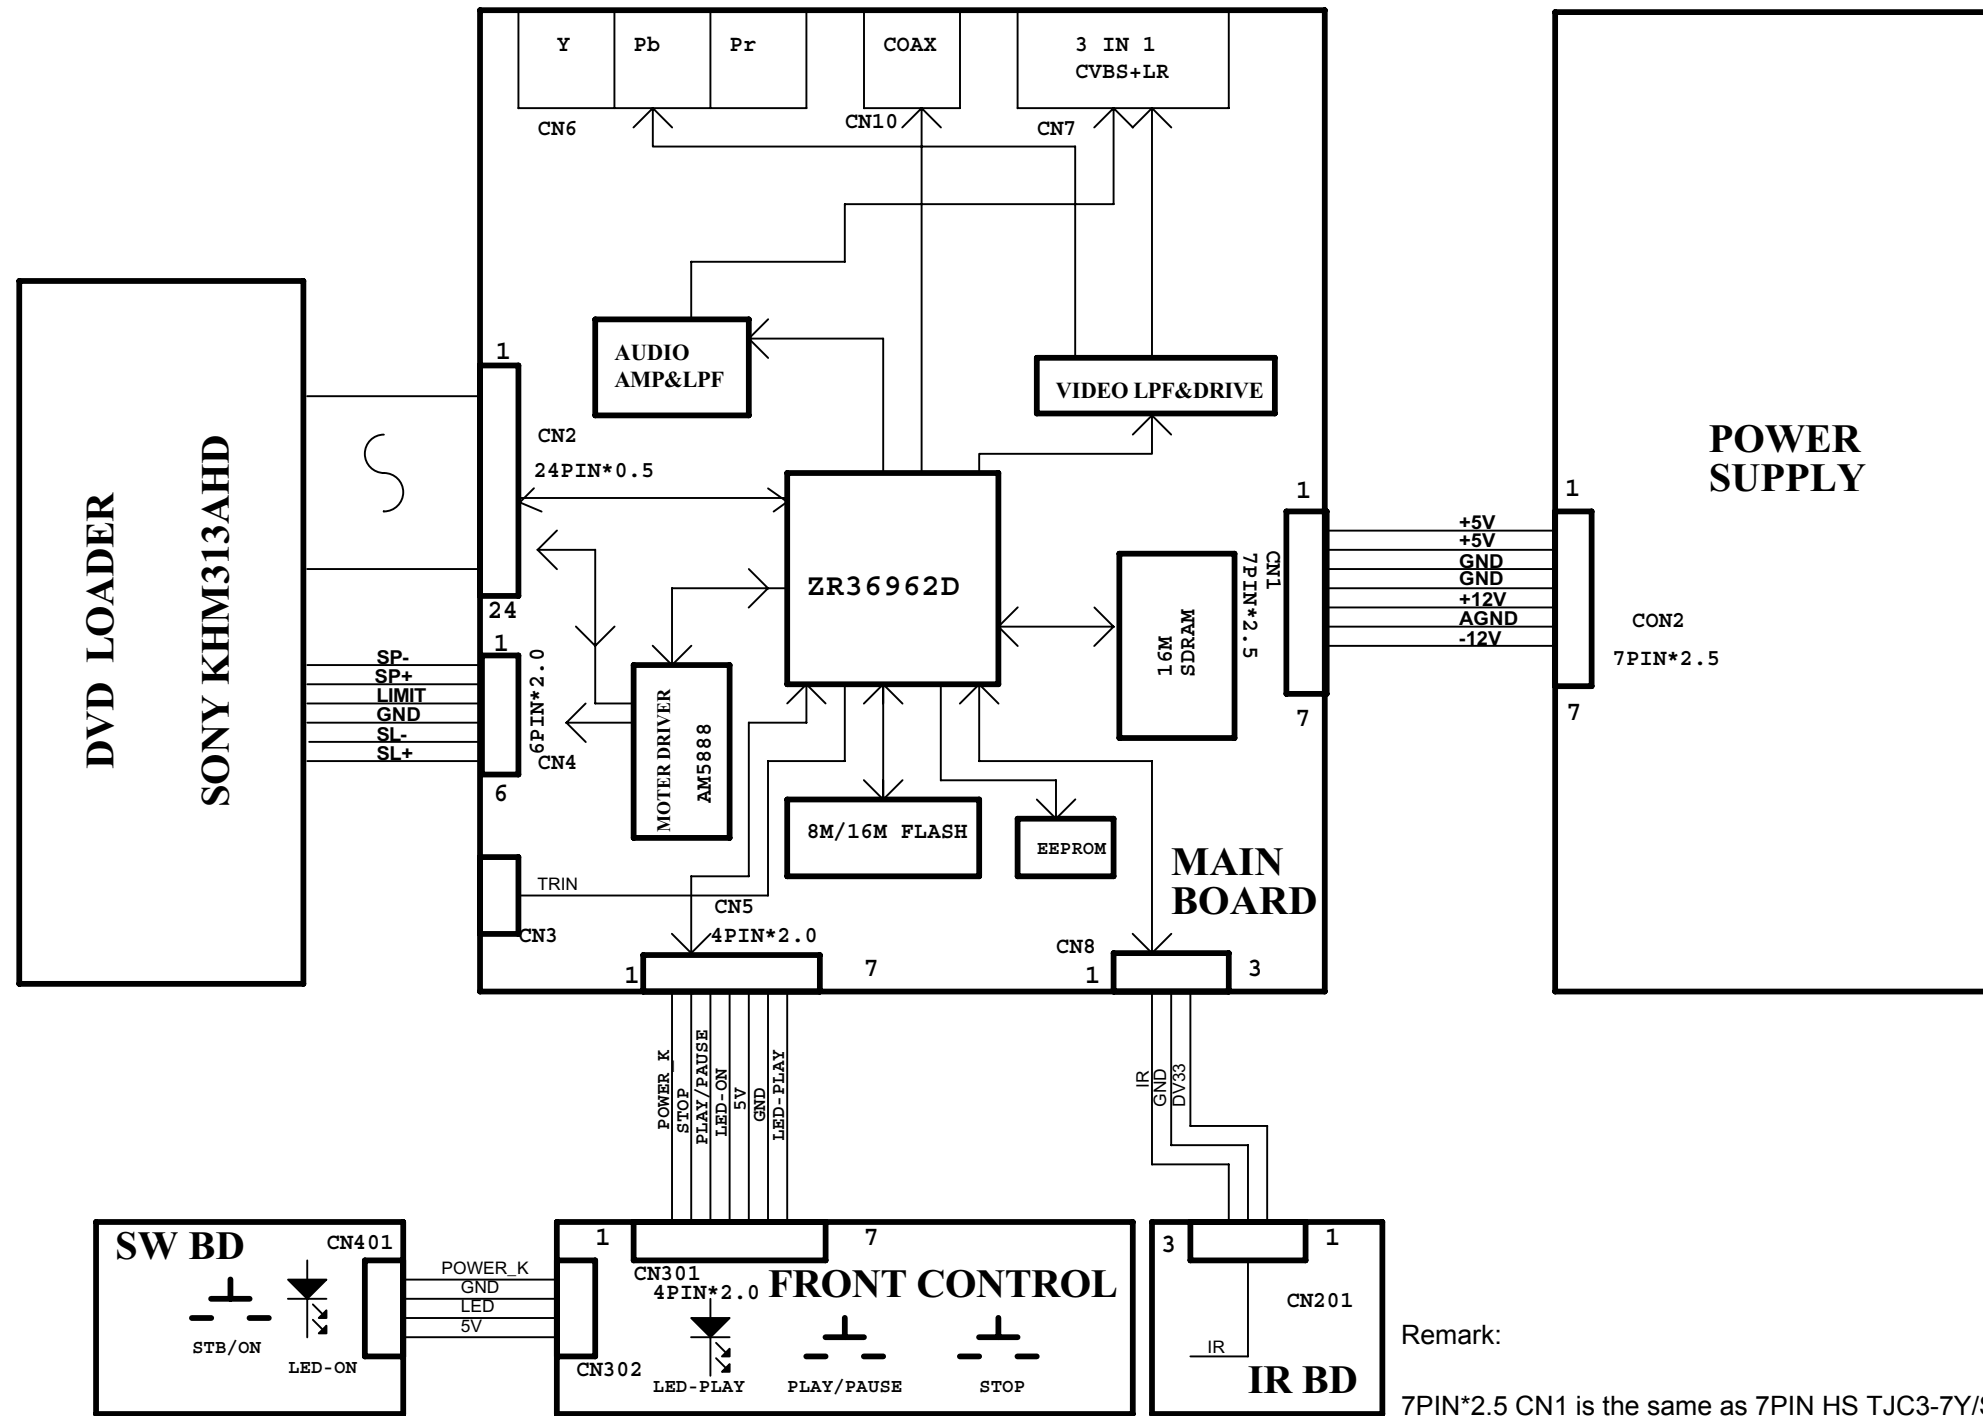 Y
Pb
Pr
COAX
3 IN 1
CVBS+LR
CN6
CN10
CN7
AUDIO
AMP&LPF
VIDEO LPF&DRIVE
1
CN2
24PIN*0.5
24
DVD LOADER
SONY KHM313AHD
ZR36962D
16M
SDRAM
1
CN1
7PIN*2.5
7
+5V
+5V
GND
GND
+12V
AGND
-12V
1
POWER
SUPPLY
CON2
7PIN*2.5
7
SP-
SP+
LIMIT
GND
SL-
SL+
1
6PIN*2.0
CN4
6
MOTER DRIVER
AM5888
8M/16M FLASH
EEPROM
MAIN
BOARD
TRIN
CN3
CN5
4PIN*2.0
1
7
CN8
1
3
POWER_K
STOP
PLAY/PAUSE
LED-ON
5V
GND
LED-PLAY
IR
GND
DV33
SW BD
CN401
STB/ON
LED-ON
POWER_K
GND
LED
5V
1
7
CN301
4PIN*2.0
FRONT CONTROL
CN302
LED-PLAY
PLAY/PAUSE
STOP
3
1
CN201
IR
IR BD
Remark:
7PIN*2.5 CN1 is the same as 7PIN HS TJC3-7Y/